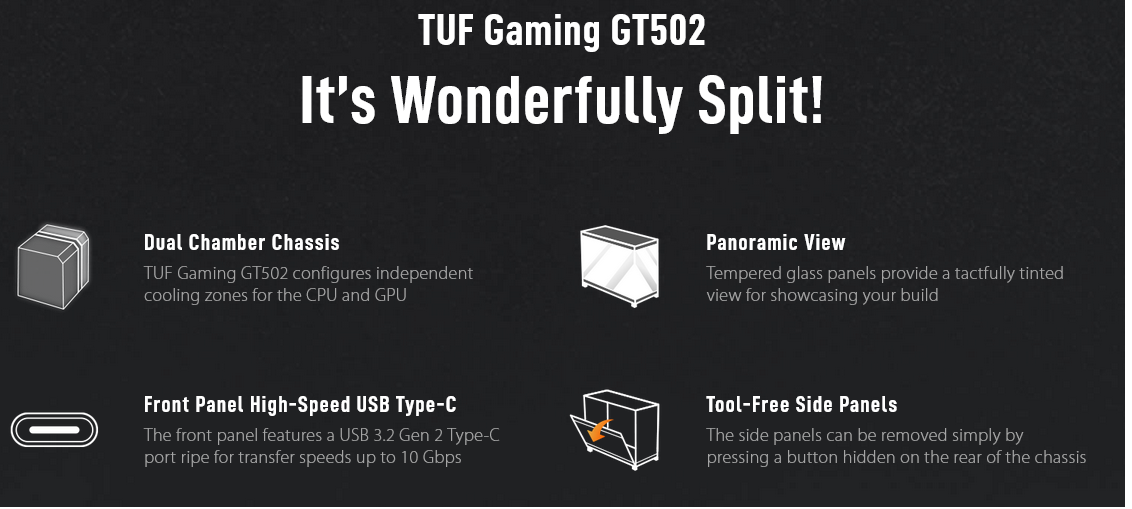 TUF Gaming GT502
It's Wonderfully Split!
Dual Chamber Chassis
TUF Gaming GT502 configures independent
cooling zones for the CPU and GPU
Panoramic View
Tempered glass panels provide a tactfully tinted
view for showcasing your build
Front Panel High-Speed USB Type-C
The front panel features a USB 3.2 Gen 2 Type-C
port ripe for transfer speeds up to 10 Gbps
Tool-Free Side Panels
The side panels can be removed simply by
pressing a button hidden on the rear of the chassis